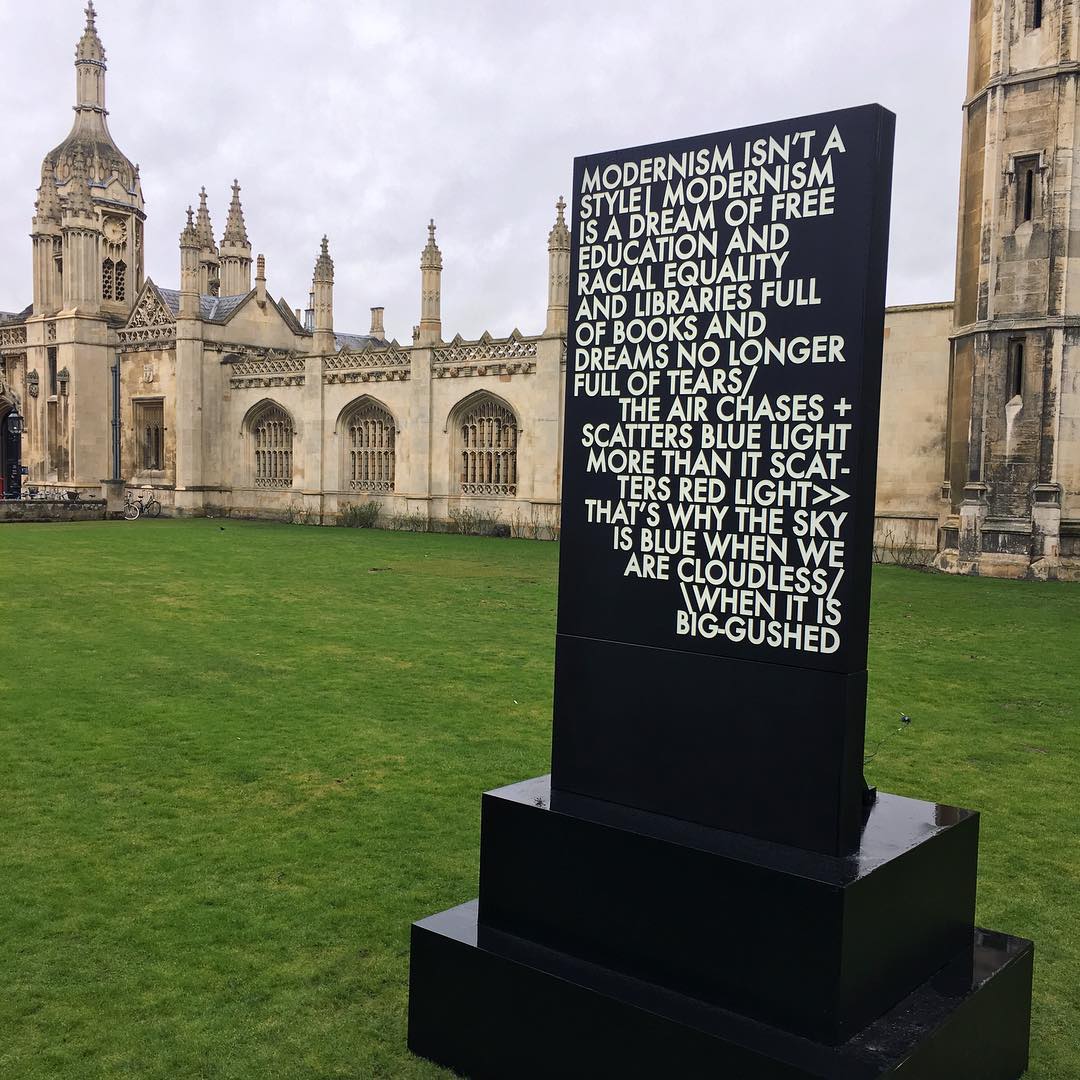 MODERNISM ISN'T A
STYLE| MODERNISM
IS A DREAM OF FREE
EDUCATION AND
RACIAL EQUALITY
AND LIBRARIES FULL
OF BOOKS AND
DREAMS NO LONGER
FULL OF TEARS/
THE AIR CHASES +
SCATTERS BLUE LIGHT
MORE THAN IT SCAT-
TERS RED LIGHT>>
THAT'S WHY THE SKY
IS BLUE WHEN WE
ARE CLOUDLESS/
\WHEN IT IS
BIG-GUSHED